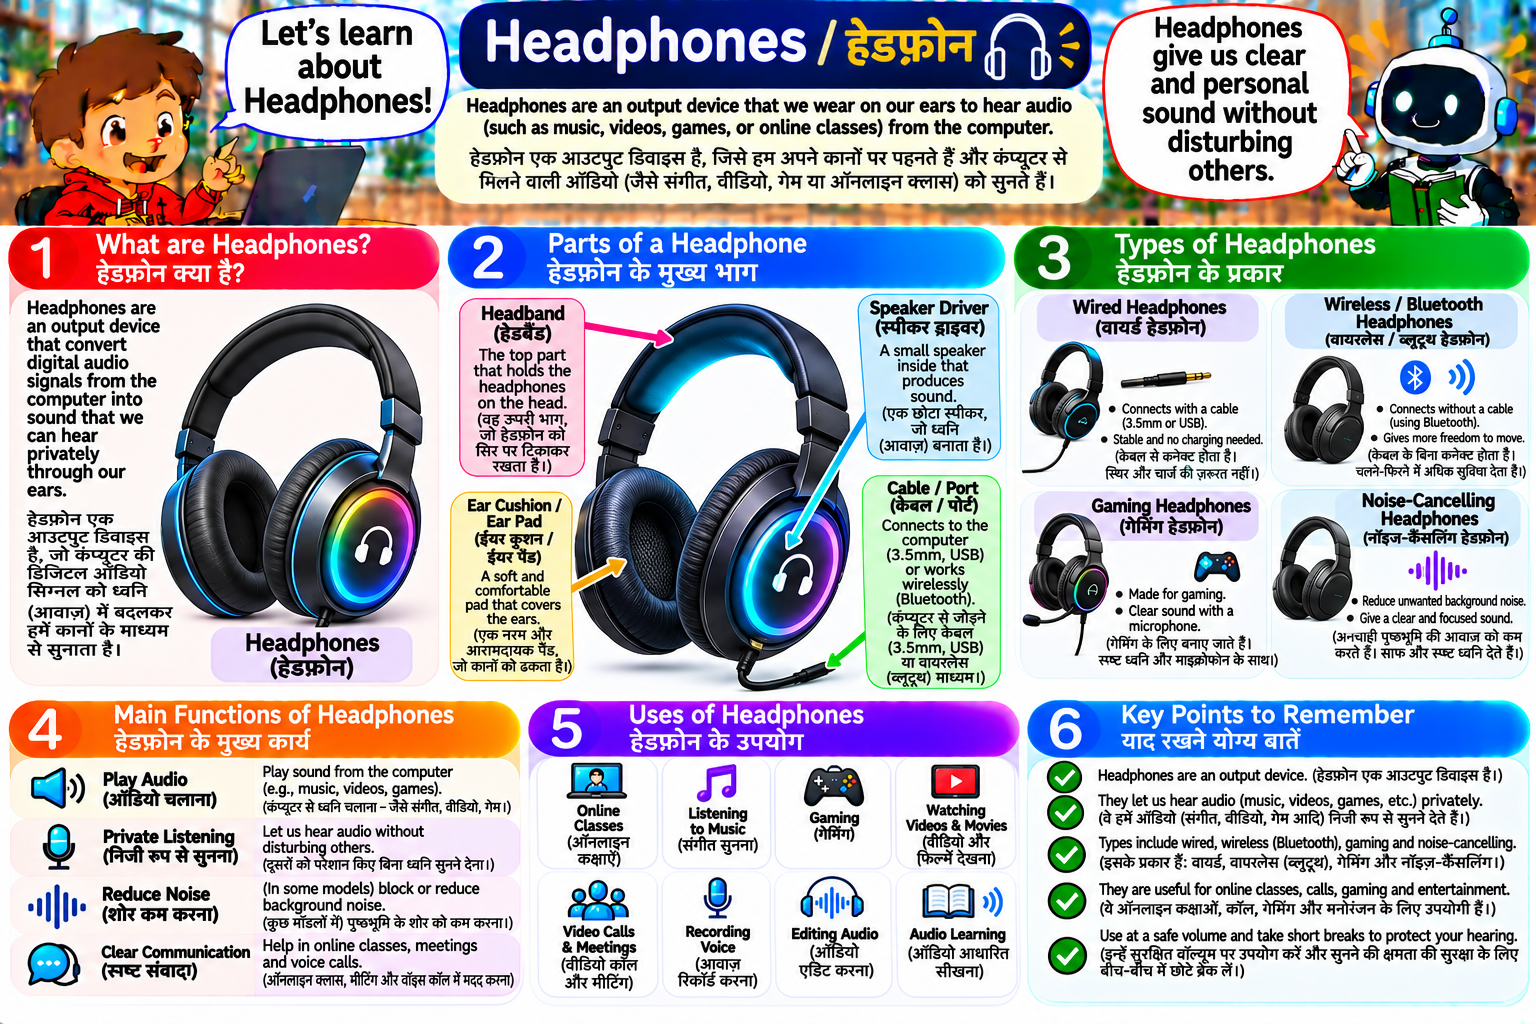 Let's learn
about
Headphones!
Headphones / हेडफ़ोन
Headphones are an output device that we wear on our ears to hear audio
(such as music, videos, games, or online classes) from the computer.
हेडफ़ोन एक आउटपुट डिवाइस है, जिसे हम अपने कानों पर पहनते हैं और कंप्यूटर से
मिलने वाली ऑडियो (जैसे संगीत, वीडियो, गेम या ऑनलाइन क्लास) को सुनते हैं।
Headphones
give us clear
and personal
sound without
disturbing
others.
1 What are Headphones?
हेडफ़ोन क्या है?
Headphones are
an output device
that convert
digital audio
signals from the
computer into
sound that we
can hear
privately
through our
ears.
हेडफ़ोन एक
आउटपुट डिवाइस
है, जो कंप्यूटर की
डिजिटल ऑडियो
सिग्नल को ध्वनि
(आवाज़) में बदलकर
हमें कानों के माध्यम
से सुनाता है।
Headphones
(हेडफ़ोन)
2 Parts of a Headphone
हेडफ़ोन के मुख्य भाग
Headband
(हेडबैंड)
The top part
that holds the
headphones
on the head.
(वह ऊपरी भाग,
जो हेडफ़ोन को
सिर पर टिकाकर
रखता है।)
Ear Cushion /
Ear Pad
(ईयर कुशन /
ईयर पैड)
A soft and
comfortable
pad that covers
the ears.
(एक नरम और
आरामदायक पैड,
जो कानों को ढकता है।)
Speaker Driver
(स्पीकर ड्राइवर)
A small speaker
inside that
produces
sound.
(एक छोटा स्पीकर,
जो ध्वनि
(आवाज़) बनाता है।)
Cable / Port
(केबल / पोर्ट)
Connects to the
computer
(3.5mm, USB)
or works
wirelessly
(Bluetooth).
(कंप्यूटर से जोड़ने
के लिए केबल
(3.5mm, USB)
या वायरलेस
(ब्लूटूथ) माध्यम।)
3 Types of Headphones
हेडफ़ोन के प्रकार
Wired Headphones
(वायर्ड हेडफ़ोन)
• Connects with a cable
(3.5mm or USB).
• Stable and no charging needed.
(केबल से कनेक्ट होता है।
स्थिर और चार्ज की ज़रूरत नहीं।)
Wireless / Bluetooth
Headphones
(वायरलेस / ब्लूटूथ हेडफ़ोन)
• Connects without a cable
(using Bluetooth).
• Gives more freedom to move.
(केबल के बिना कनेक्ट होता है।
चलने-फिरने में अधिक सुविधा देता है।)
Gaming Headphones
(गेमिंग हेडफ़ोन)
• Made for gaming.
• Clear sound with a
microphone.
(गेमिंग के लिए बनाए जाते हैं।
स्पष्ट ध्वनि और माइक्रोफोन के साथ।)
Noise-Cancelling
Headphones
(नॉइज-कैंसलिंग हेडफ़ोन)
• Reduce unwanted background noise.
• Give a clear and focused sound.
(अनचाही पृष्ठभूमि की आवाज़ को कम
करते हैं। साफ और स्पष्ट ध्वनि देते हैं।)
4 Main Functions of Headphones
हेडफ़ोन के मुख्य कार्य
Play Audio
(ऑडियो चलाना)
Play sound from the computer
(e.g., music, videos, games).
(कंप्यूटर से ध्वनि चलाना – जैसे संगीत, वीडियो, गेम।)
Private Listening
(निजी रूप से सुनना)
Let us hear audio without
disturbing others.
(दूसरों को परेशान किए बिना ध्वनि सुनने देना।)
Reduce Noise
(शोर कम करना)
(In some models) block or reduce
background noise.
(कुछ मॉडलों में) पृष्ठभूमि के शोर को कम करना।)
Clear Communication
(स्पष्ट संवादा)
Help in online classes, meetings
and voice calls.
(ऑनलाइन क्लास, मीटिंग और वॉइस कॉल में मदद करना)
5 Uses of Headphones
हेडफ़ोन के उपयोग
Online
Classes
(ऑनलाइन
कक्षाएँ)
Listening
to Music
(संगीत सुनना)
Gaming
(गेमिंग)
Watching
Videos & Movies
(वीडियो और
फिल्में देखना)
Video Calls
& Meetings
(वीडियो कॉल
और मीटिंग)
Recording
Voice
(आवाज़
रिकॉर्ड करना)
Editing Audio
(ऑडियो
एडिट करना)
Audio Learning
(ऑडियो आधारित
सीखना)
6 Key Points to Remember
याद रखने योग्य बातें
Headphones are an output device. (हेडफ़ोन एक आउटपुट डिवाइस है।)
They let us hear audio (music, videos, games, etc.) privately.
(वे हमें ऑडियो (संगीत, वीडियो, गेम आदि) निजी रूप से सुनने देते हैं।)
Types include wired, wireless (Bluetooth), gaming and noise-cancelling.
(इसके प्रकार हैं: वायर्ड, वापरलेस (ब्लूटूथ), गेमिंग और नॉइज़-कैंसलिंग।)
They are useful for online classes, calls, gaming and entertainment.
(ये ऑनलाइन कक्षाओं, कॉल, गेमिंग और मनोरंजन के लिए उपयोगी हैं।)
Use at a safe volume and take short breaks to protect your hearing.
(इन्हें सुरक्षित वॉल्यूम पर उपयोग करें और सुनने की क्षमता की सुरक्षा के लिए
बीच-बीच में छोटे ब्रेक लें।)